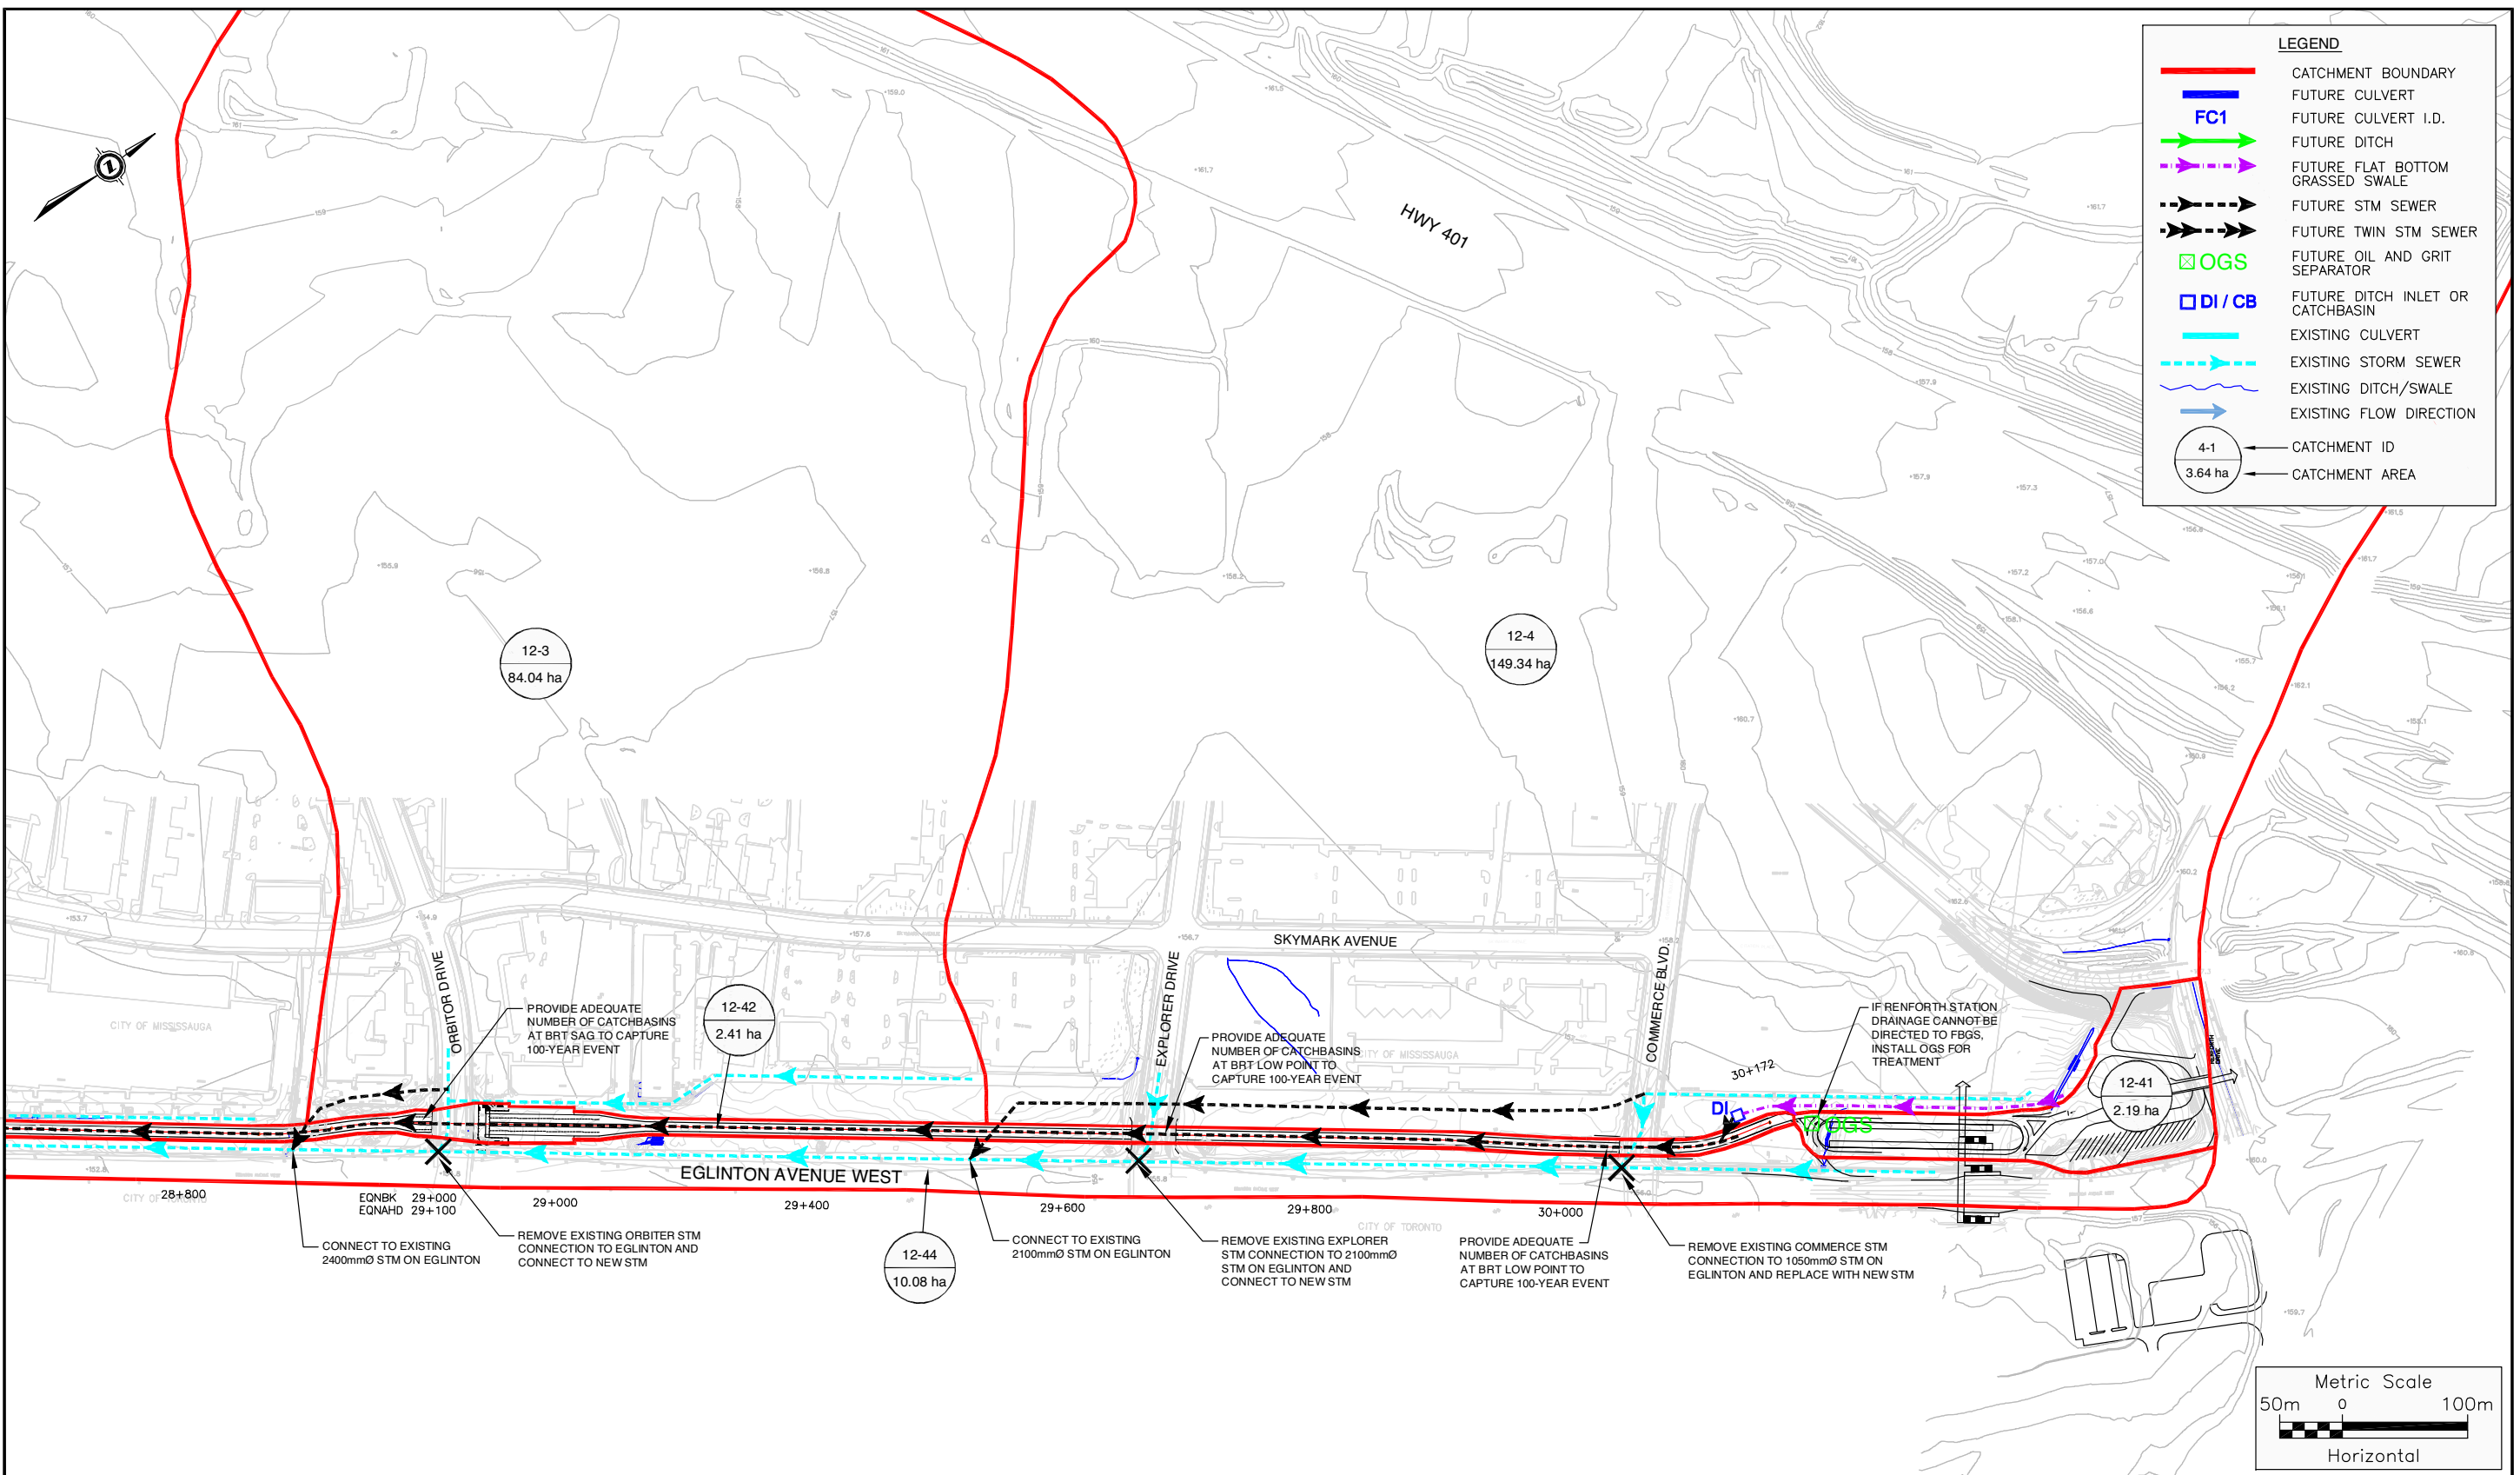 LEGEND
CATCHMENT BOUNDARY
FUTURE CULVERT
FC1
FUTURE CULVERT I.D.
FUTURE DITCH
FUTURE FLAT BOTTOM
GRASSED SWALE
FUTURE STM SEWER
FUTURE TWIN STM SEWER
OGS
FUTURE OIL AND GRIT
SEPARATOR
DI / CB
FUTURE DITCH INLET OR
CATCHBASIN
EXISTING CULVERT
EXISTING STORM SEWER
EXISTING DITCH/SWALE
EXISTING FLOW DIRECTION
4-1
CATCHMENT ID
3.64 ha
CATCHMENT AREA
HWY 401
12-3
84.04 ha
12-4
149.34 ha
SKYMARK AVENUE
ORBITOR DRIVE
EXPLORER DRIVE
COMMERCE BLVD.
CITY OF MISSISSAUGA
CITY OF MISSISSAUGA
PROVIDE ADEQUATE
NUMBER OF CATCHBASINS
AT BRT SAG TO CAPTURE
100-YEAR EVENT
12-42
2.41 ha
PROVIDE ADEQUATE
NUMBER OF CATCHBASINS
AT BRT LOW POINT TO
CAPTURE 100-YEAR EVENT
30+172
IF RENFORTH STATION
DRAINAGE CANNOT BE
DIRECTED TO FBGS,
INSTALL OGS FOR
TREATMENT
DI
OGS
12-41
2.19 ha
EGLINTON AVENUE WEST
CITY OF TORONTO
28+800
EQNBK 29+000
EQNAHD 29+100
29+000
29+400
29+600
29+800
30+000
CITY OF TORONTO
CONNECT TO EXISTING
2400mmØ STM ON EGLINTON
REMOVE EXISTING ORBITER STM
CONNECTION TO EGLINTON AND
CONNECT TO NEW STM
12-44
10.08 ha
CONNECT TO EXISTING
2100mmØ STM ON EGLINTON
REMOVE EXISTING EXPLORER
STM CONNECTION TO 2100mmØ
STM ON EGLINTON AND
CONNECT TO NEW STM
PROVIDE ADEQUATE
NUMBER OF CATCHBASINS
AT BRT LOW POINT TO
CAPTURE 100-YEAR EVENT
REMOVE EXISTING COMMERCE STM
CONNECTION TO 1050mmØ STM ON
EGLINTON AND REPLACE WITH NEW STM
Metric Scale
50m 0 100m
Horizontal